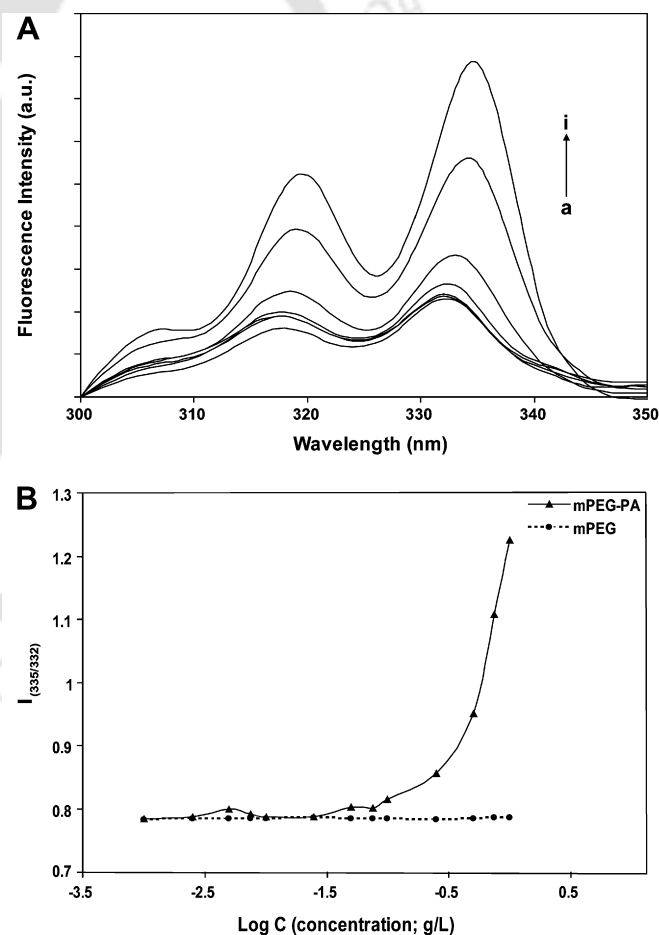 A
Fluorescence Intensity (a.u.)
i
a
300 310 320 330 340 350
Wavelength (nm)
B
1.3
1.2
1.1
1
0.9
0.8
0.7
I(335/332)
mPEG-PA
mPEG
-3.5 -2.5 -1.5 -0.5 0.5
Log C (concentration; g/L)